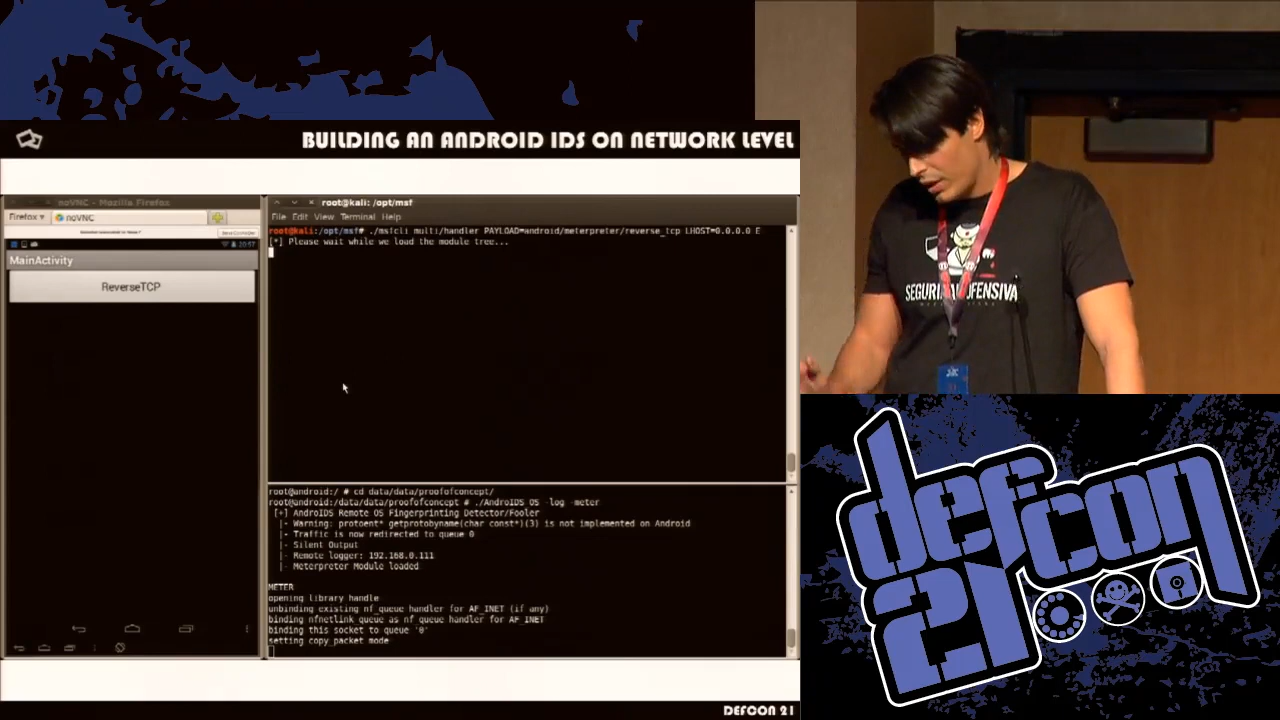 BUILDING AN ANDROID IDS ON NETWORK LEVEL
noVNC - Mozilla Firefox
Firefox
noVNC
20:57
MainActivity
ReverseTCP
root@kali: /opt/msf
File Edit View Terminal Help
root@kali:/opt/msf# ./msfcli multi/handler PAYLOAD=android/meterpreter/reverse_tcp LHOST=0.0.0.0 E
[*] Please wait while we load the module tree...
root@android:/ # cd data/data/proofofconcept/
root@android:/data/data/proofofconcept # ./AndroIDS OS -log -meter
[+] AndroIDS Remote OS Fingerprinting Detector/Fooler
|- Warning: protoent* getprotobyname(char const*)(3) is not implemented on Android
|- Traffic is now redirected to queue 0
|- Silent Output
|- Remote logger: 192.168.0.111
|- Meterpreter Module loaded
METER
opening library handle
unbinding existing nf_queue handler for AF_INET (if any)
binding nfnetlink_queue as nf_queue handler for AF_INET
binding this socket to queue '0'
setting copy_packet mode
DEFCON 21
SEGURI OFENSIVA
defcon
21